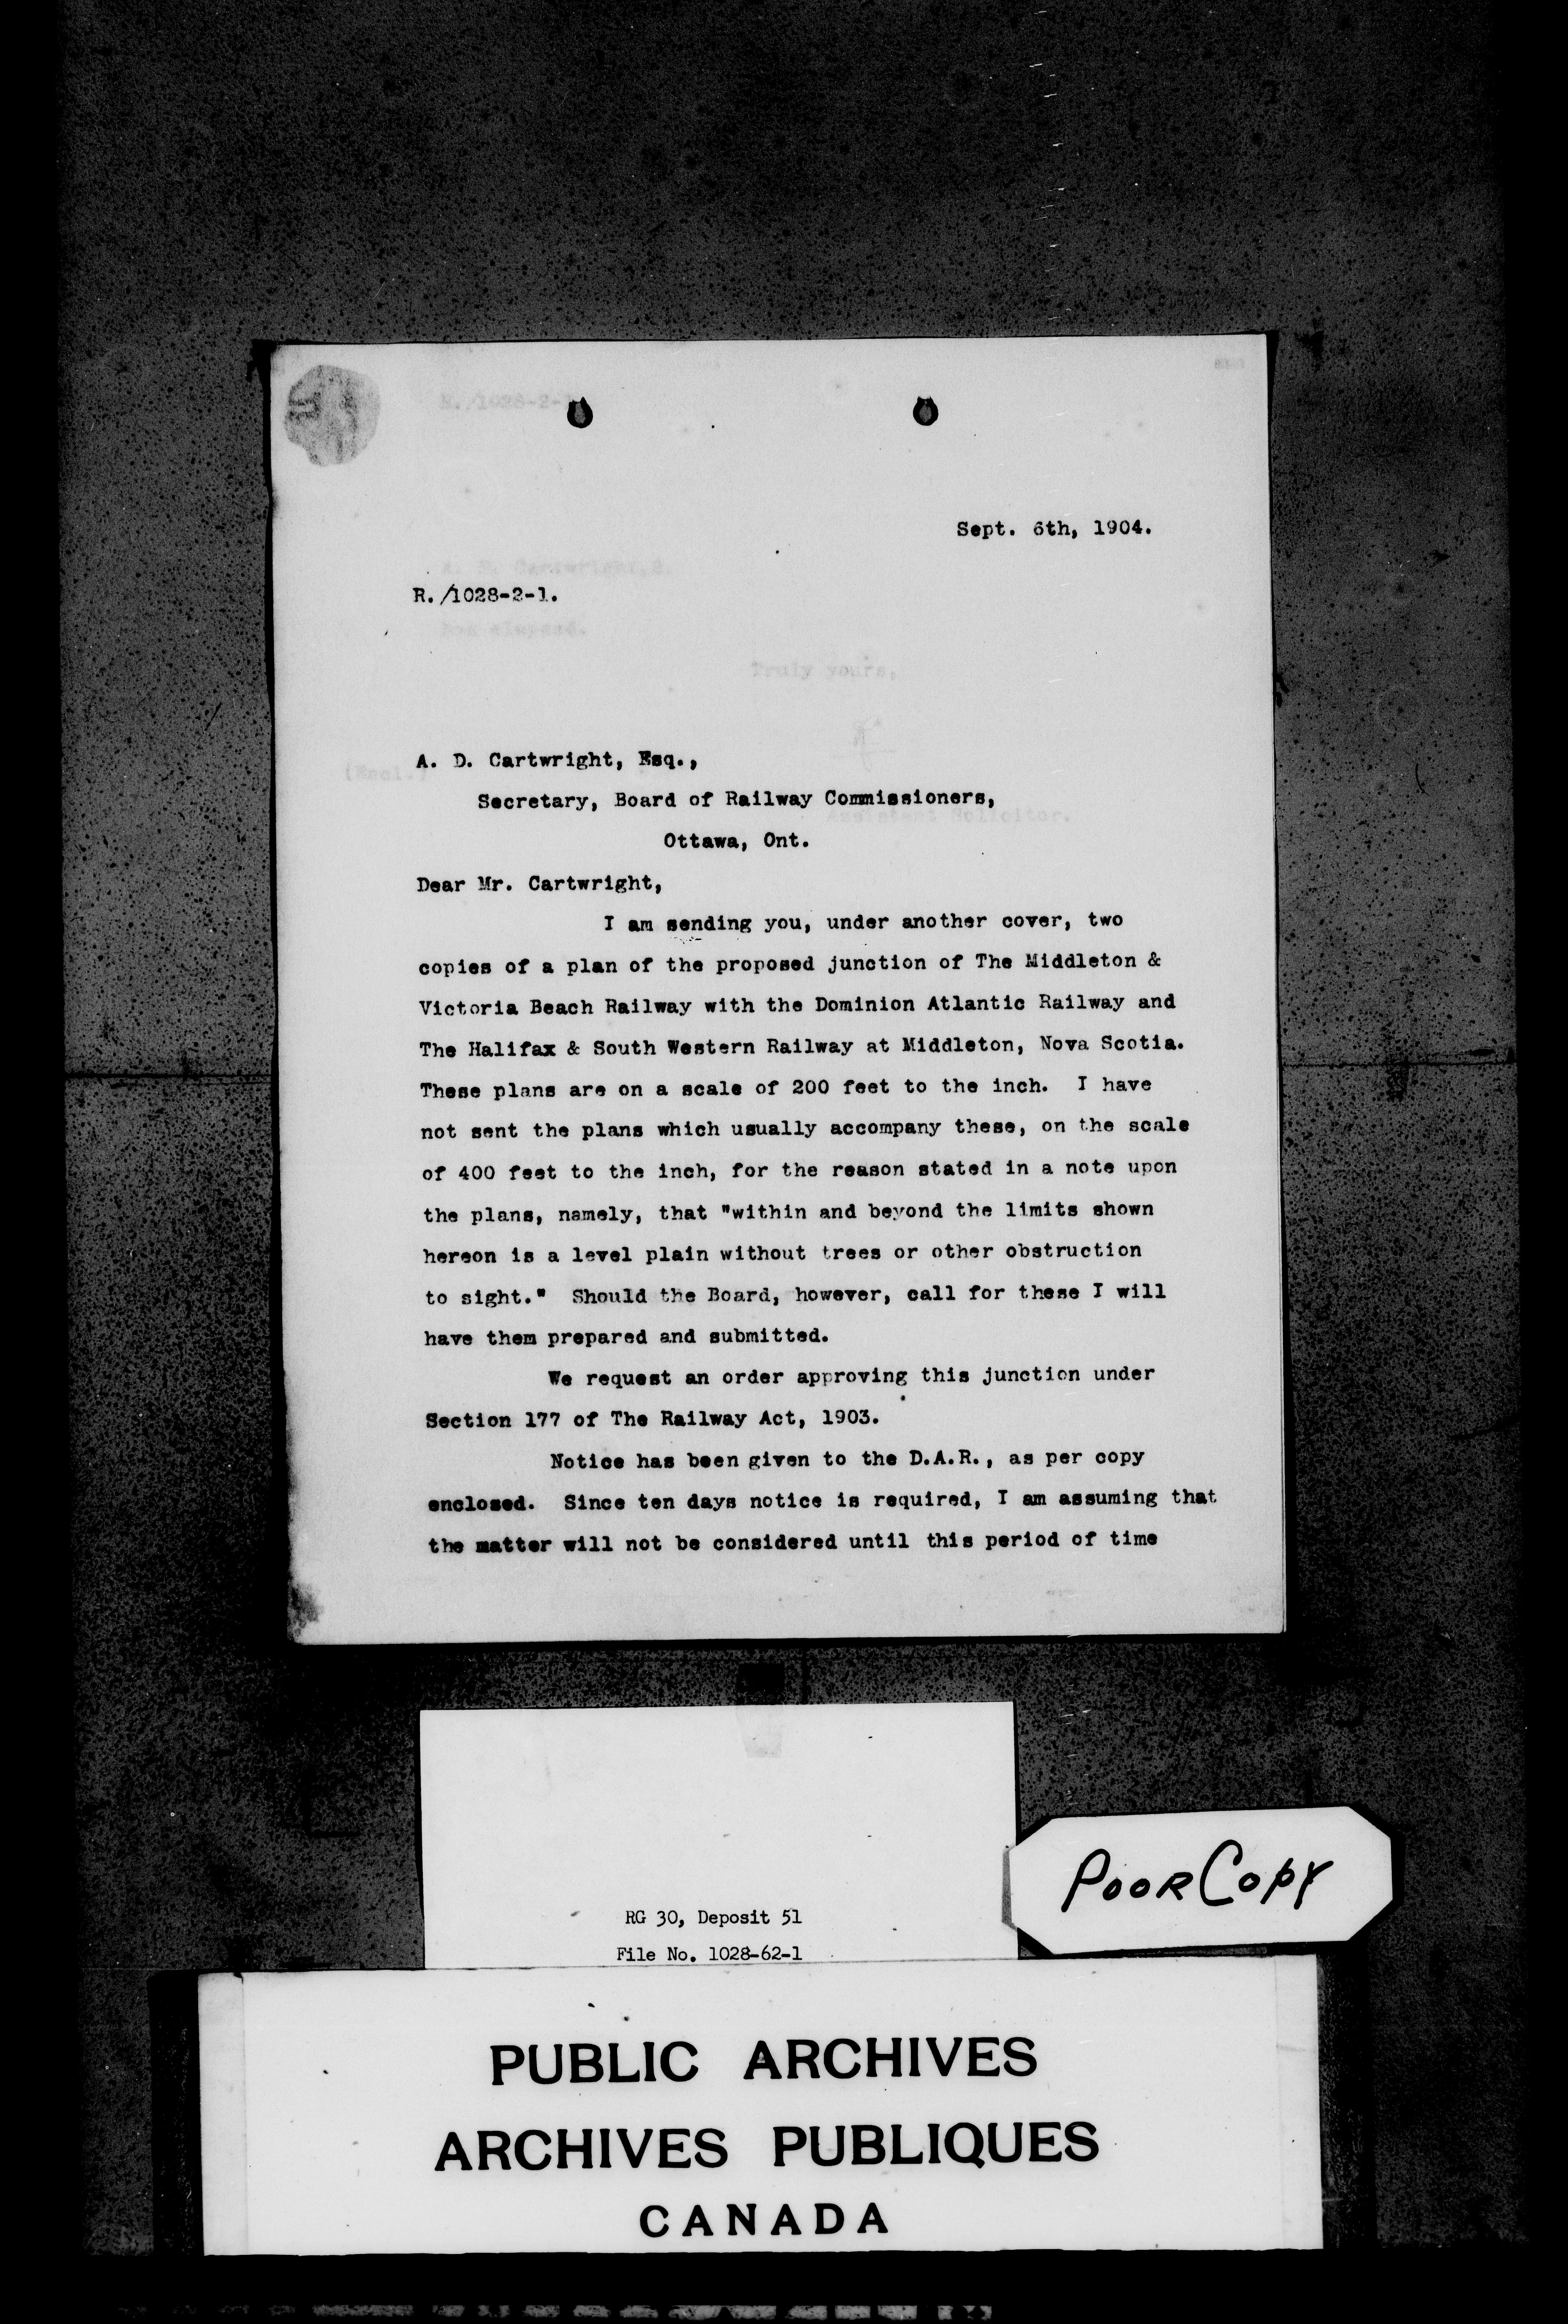 Sept. 6th, 1904.
R./1028-2-1.
A. D. Cartwright, Esq.,
Secretary, Board of Railway Commissioners,
Ottawa, Ont.
Dear Mr. Cartwright,
I am sending you, under another cover, two
copies of a plan of the proposed junction of The Middleton &
Victoria Beach Railway with the Dominion Atlantic Railway and
The Halifax & South Western Railway at Middleton, Nova Scotia.
These plans are on a scale of 200 feet to the inch. I have
not sent the plans which usually accompany these, on the scale
of 400 feet to the inch, for the reason stated in a note upon
the plans, namely, that "within and beyond the limits shown
hereon is a level plain without trees or other obstruction
to sight." Should the Board, however, call for these I will
have them prepared and submitted.
We request an order approving this junction under
Section 177 of The Railway Act, 1903.
Notice has been given to the D.A.R., as per copy
enclosed. Since ten days notice is required, I am assuming that
the matter will not be considered until this period of time
RG 30, Deposit 51
File No. 1028-62-1
Poor Copy
PUBLIC ARCHIVES
ARCHIVES PUBLIQUES
CANADA